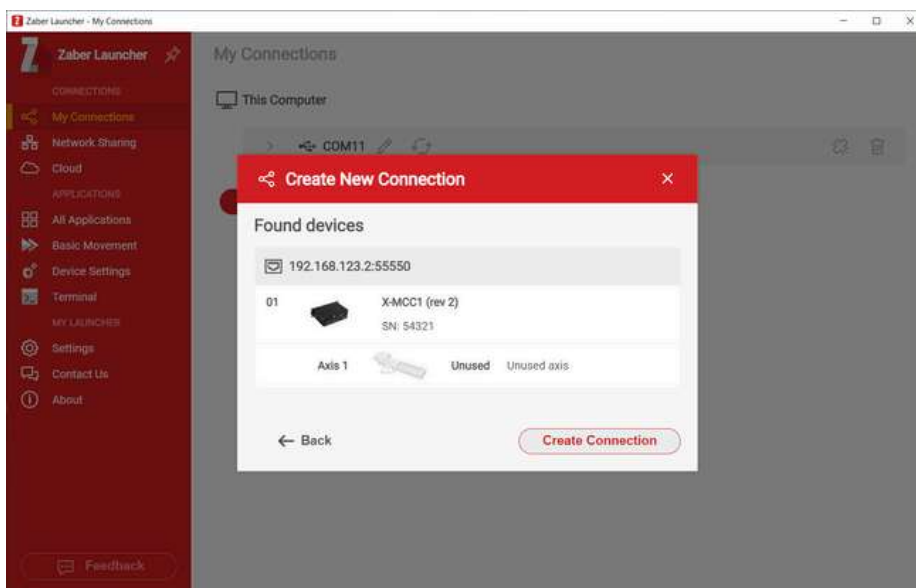 Zaber Launcher - My Connections
Zaber Launcher
CONNECTIONS
My Connections
Network Sharing
Cloud
APPLICATIONS
All Applications
Basic Movement
Device Settings
Terminal
MY LAUNCHER
Settings
Contact Us
About
Feedback
My Connections
This Computer
COM11
Create New Connection
Found devices
192.168.123.2:55550
01 X-MCC1 (rev 2)
SN: 54321
Axis 1 Unused Unused axis
Back Create Connection